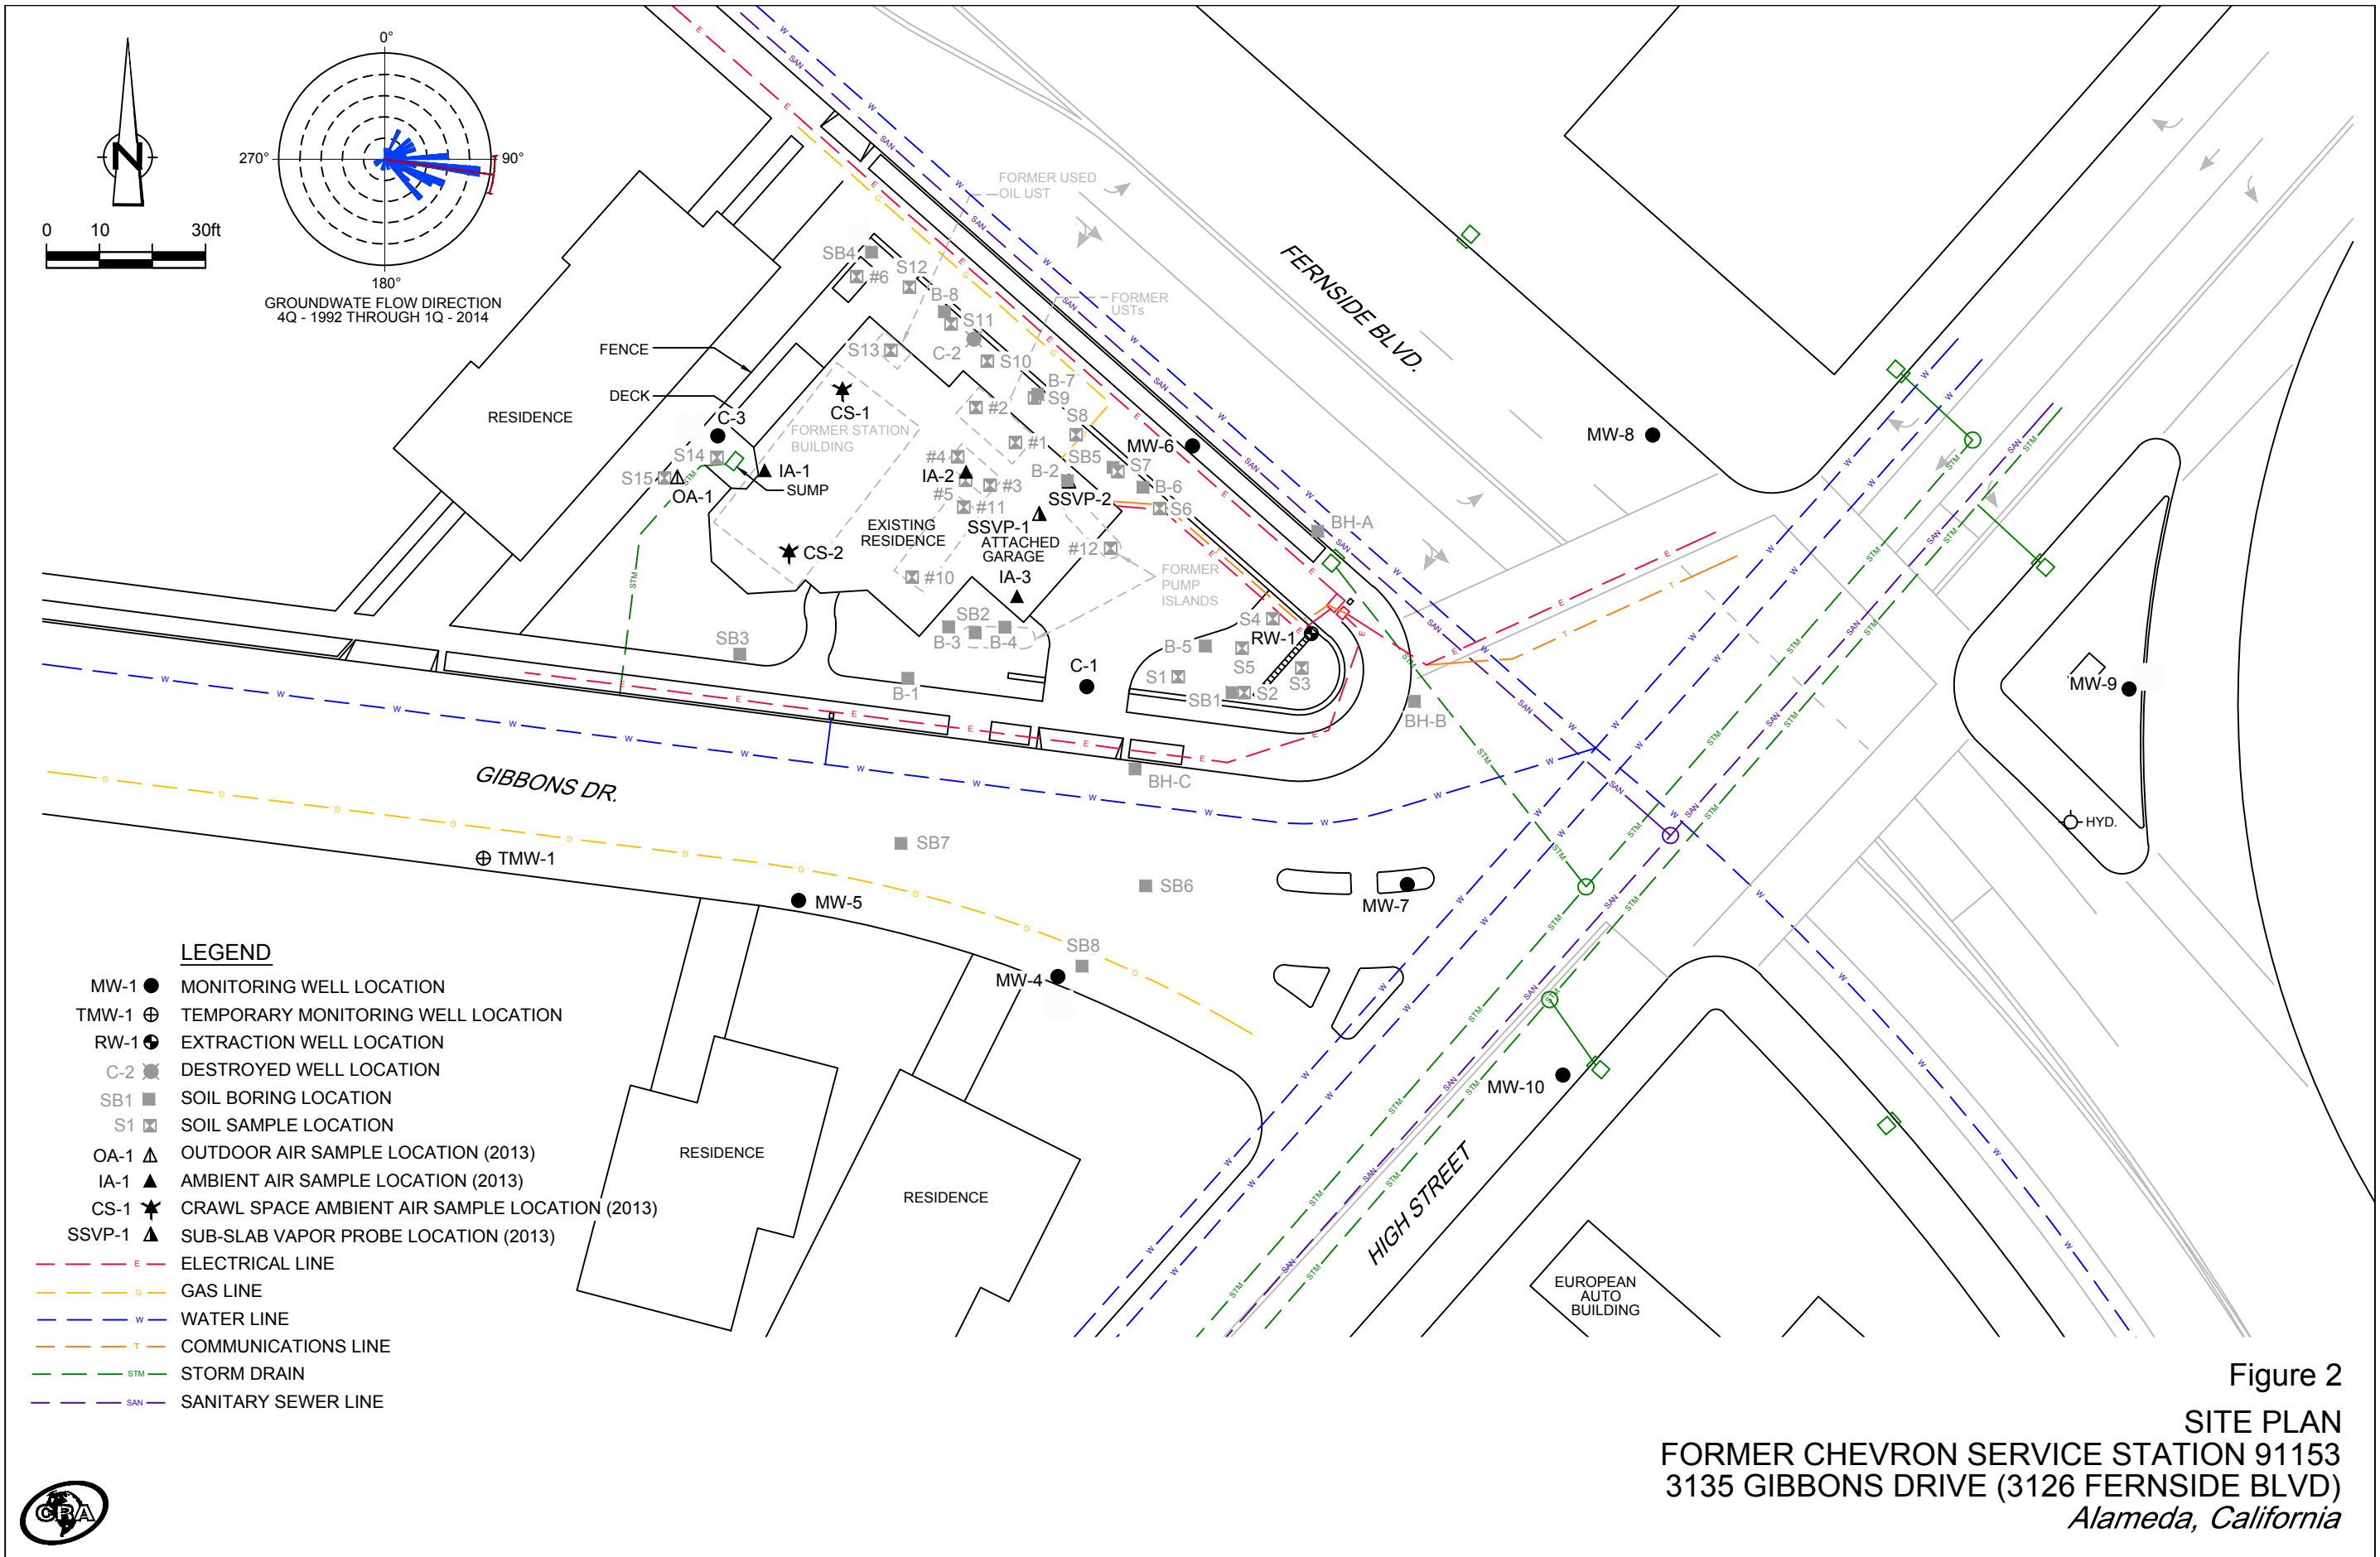 0°
270°
90°
180°
GROUNDWATE FLOW DIRECTION
4Q - 1992 THROUGH 1Q - 2014
N
0 10 30ft
FORMER USED
OIL UST
FERNSIDE BLVD.
FORMER
USTs
SB4
#6
S12
B-8
S11
C-2
S10
S13
FENCE
DECK
RESIDENCE
C-3
CS-1
FORMER STATION
BUILDING
B-7
S9
#2
S8
#1
MW-6
MW-8
S14
S15
OA-1
IA-1
SUMP
#4
IA-2
#5
#3
#11
SB5
S7
B-2
SSVP-2
B-6
S6
SSVP-1
ATTACHED
GARAGE
EXISTING
RESIDENCE
CS-2
#12
#10
IA-3
FORMER
PUMP
ISLANDS
BH-A
SB3
SB2
B-3
B-4
B-1
C-1
S4
RW-1
B-5
S5
S1
S3
SB1
S2
BH-B
BH-C
MW-9
HYD.
GIBBONS DR.
TMW-1
MW-5
SB7
SB6
MW-7
SB8
MW-4
MW-10
HIGH STREET
RESIDENCE
RESIDENCE
EUROPEAN
AUTO
BUILDING
LEGEND
MW-1 MONITORING WELL LOCATION
TMW-1 TEMPORARY MONITORING WELL LOCATION
RW-1 EXTRACTION WELL LOCATION
C-2 DESTROYED WELL LOCATION
SB1 SOIL BORING LOCATION
S1 SOIL SAMPLE LOCATION
OA-1 OUTDOOR AIR SAMPLE LOCATION (2013)
IA-1 AMBIENT AIR SAMPLE LOCATION (2013)
CS-1 CRAWL SPACE AMBIENT AIR SAMPLE LOCATION (2013)
SSVP-1 SUB-SLAB VAPOR PROBE LOCATION (2013)
E ELECTRICAL LINE
G GAS LINE
W WATER LINE
T COMMUNICATIONS LINE
STM STORM DRAIN
SAN SANITARY SEWER LINE
CRA
Figure 2
SITE PLAN
FORMER CHEVRON SERVICE STATION 91153
3135 GIBBONS DRIVE (3126 FERNSIDE BLVD)
Alameda, California